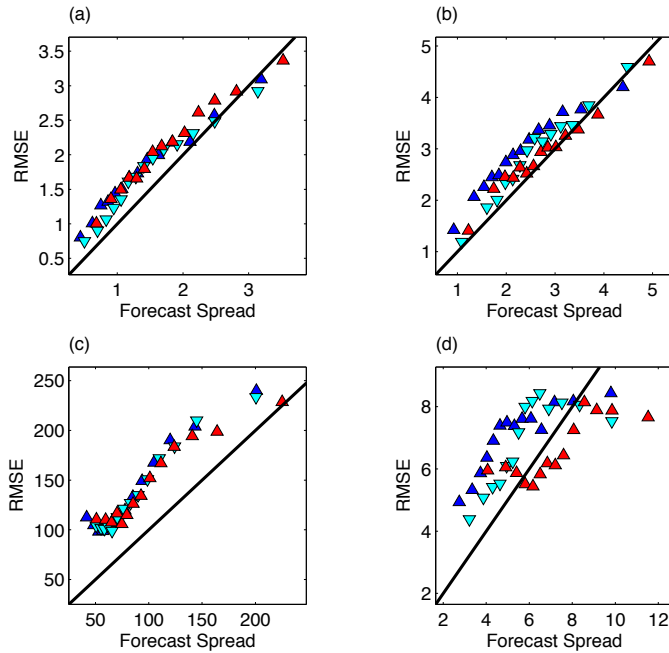 (a)
3.5
3
2.5
2
1.5
1
0.5
1 2 3
RMSE
Forecast Spread
(b)
5
4
3
2
1
1 2 3 4 5
RMSE
Forecast Spread
(c)
250
200
150
100
50
50 100 150 200
RMSE
Forecast Spread
(d)
8
6
4
2
2 4 6 8 10 12
RMSE
Forecast Spread